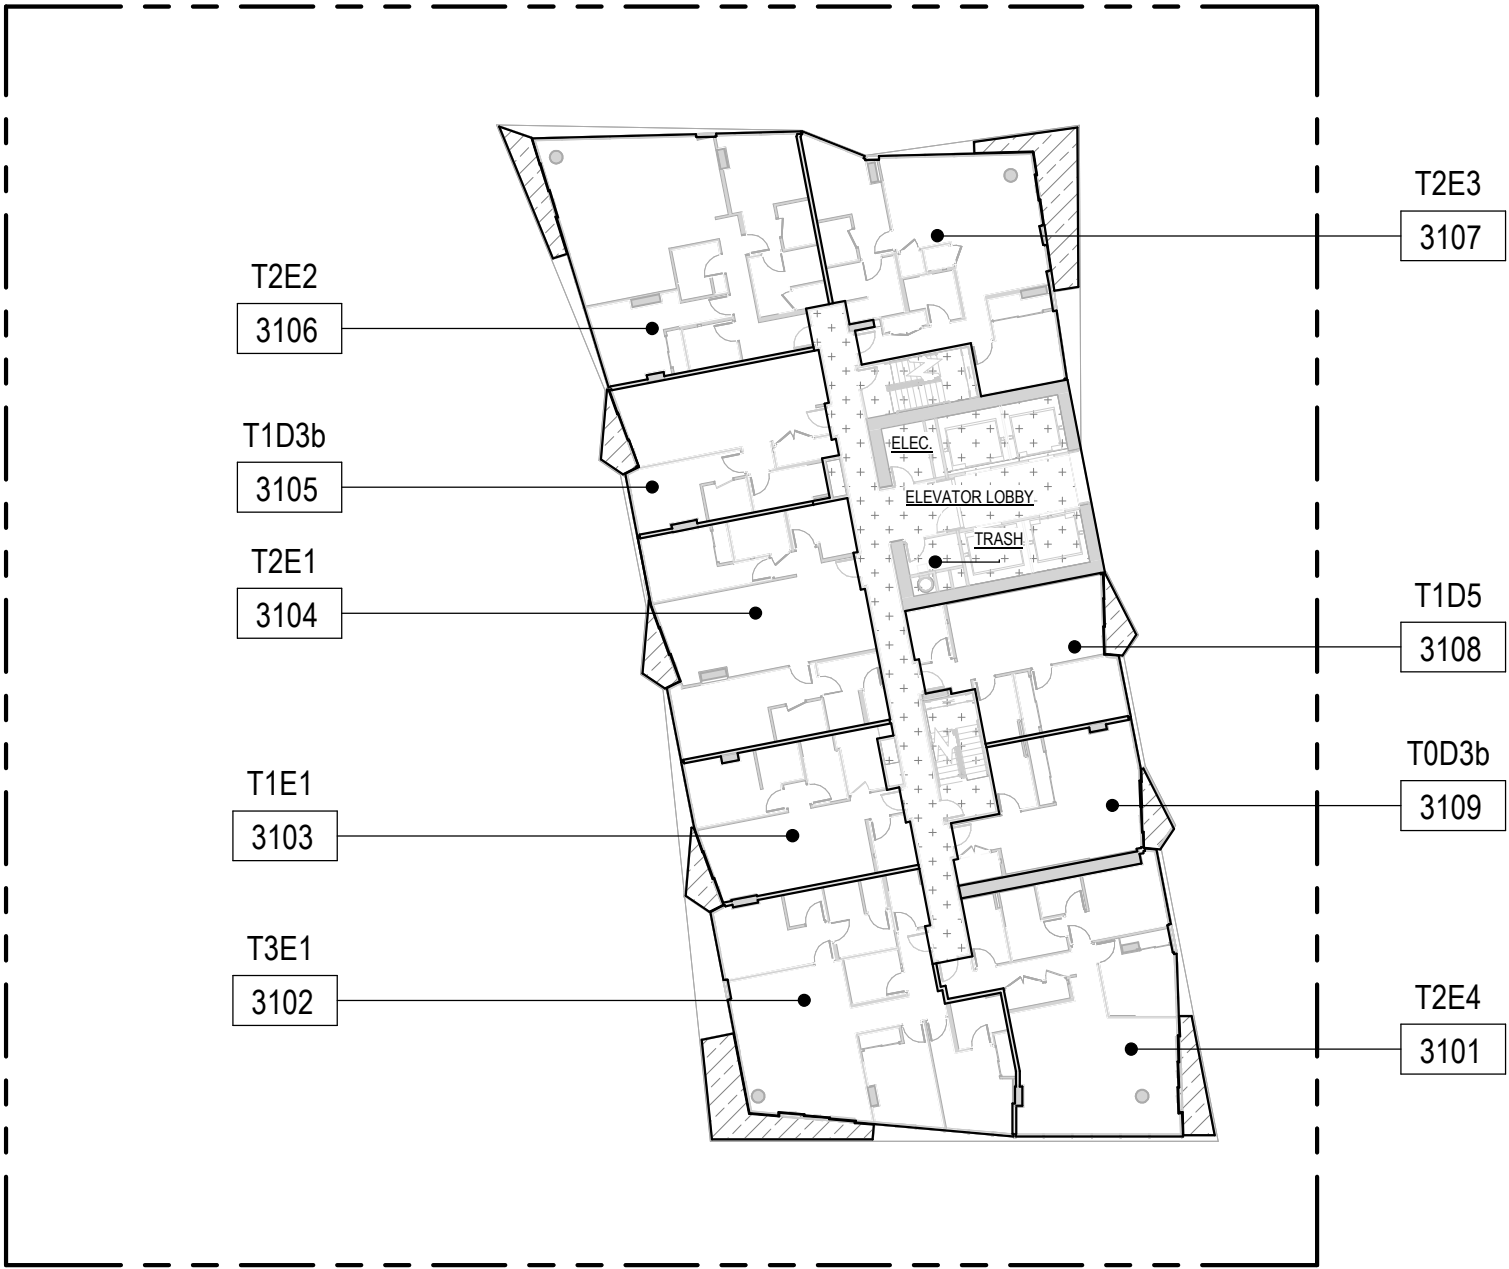 T2E3
3107
T2E2
3106
T1D3b
3105
ELEC.
ELEVATOR LOBBY
TRASH
T2E1
3104
T1D5
3108
T1E1
3103
T0D3b
3109
T3E1
3102
T2E4
3101